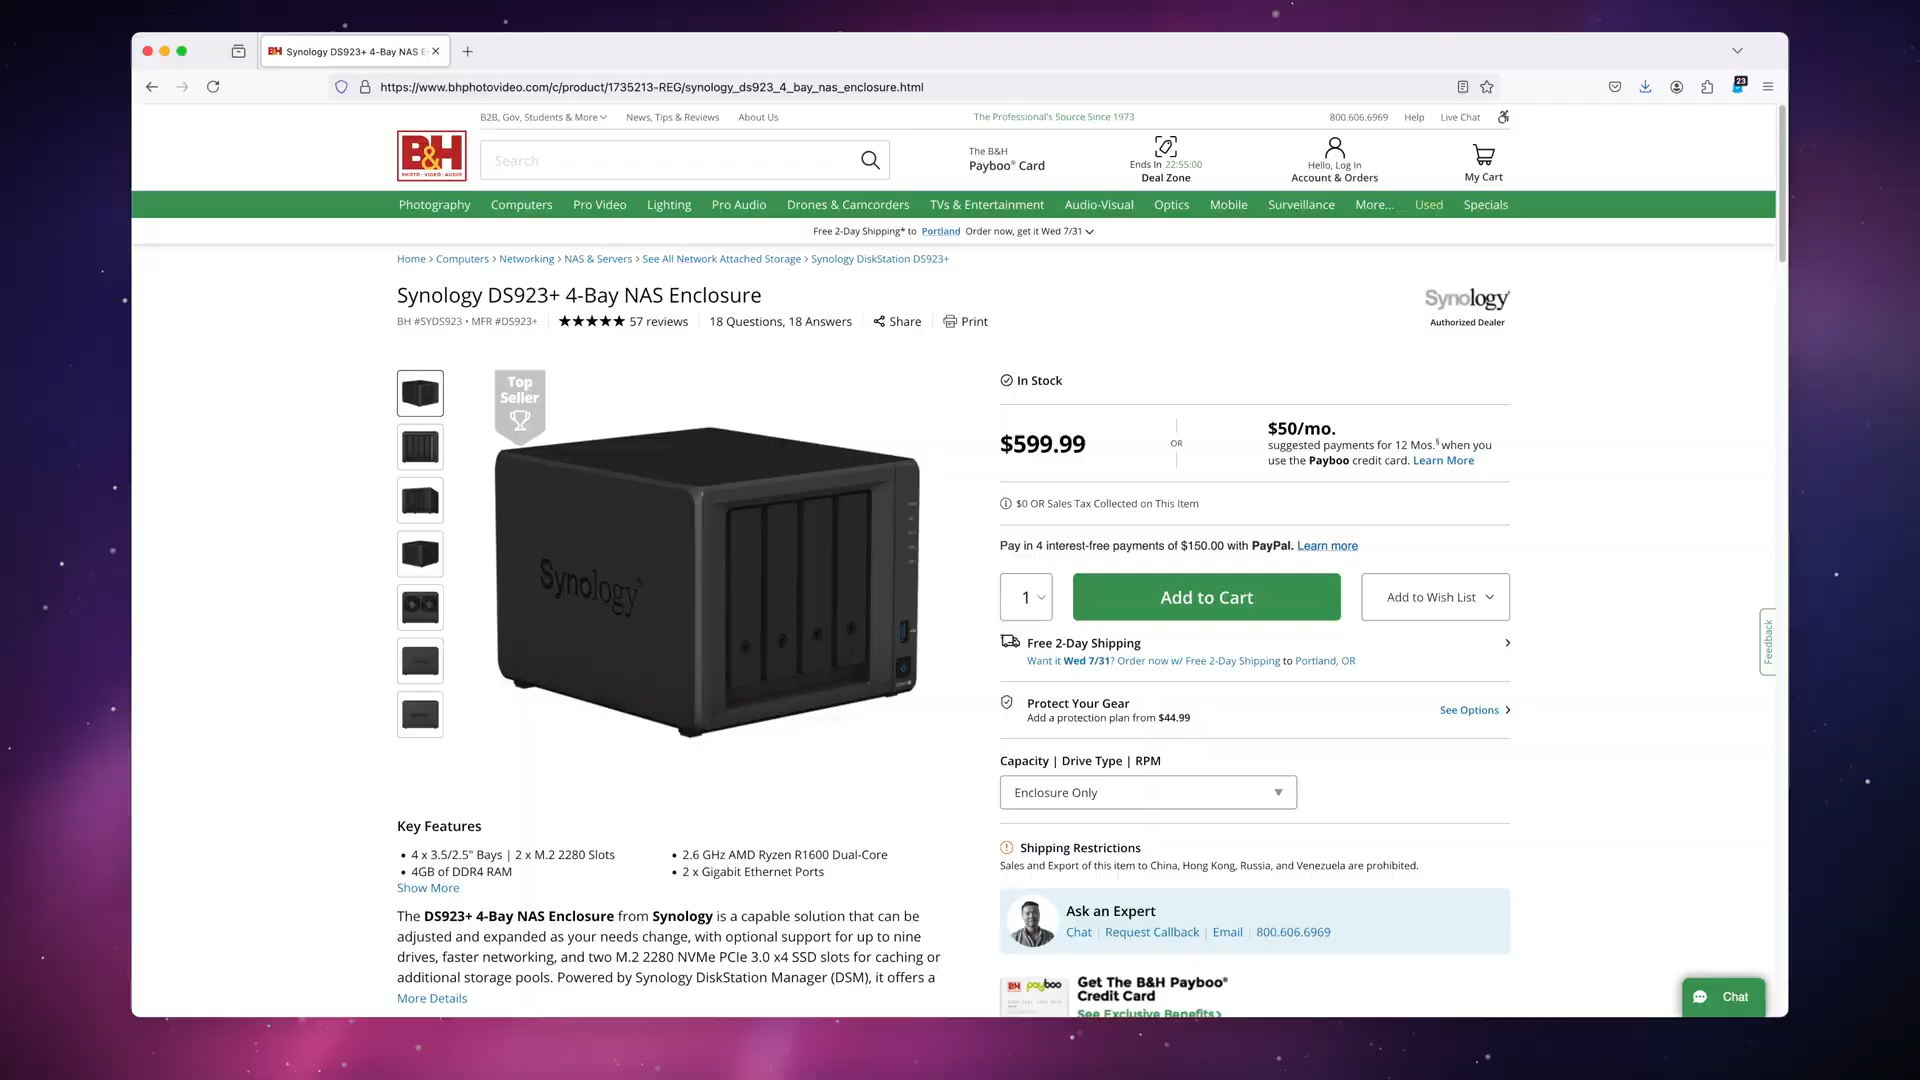 Synology DS923+ 4-Bay NAS E
https://www.bhphotovideo.com/c/product/1735213-REG/synology_ds923_4_bay_nas_enclosure.html
23
B2B, Gov, Students & More
News, Tips & Reviews
About Us
The Professional's Source Since 1973
800.606.6969
Help
Live Chat
B&H
PHOTO · VIDEO · AUDIO
Search
The B&H
Payboo® Card
Ends In 22:55:00
Deal Zone
Hello, Log In
Account & Orders
My Cart
Photography
Computers
Pro Video
Lighting
Pro Audio
Drones & Camcorders
TVs & Entertainment
Audio-Visual
Optics
Mobile
Surveillance
More...
Used
Specials
Free 2-Day Shipping* to Portland Order now, get it Wed 7/31
Home > Computers > Networking > NAS & Servers > See All Network Attached Storage > Synology DiskStation DS923+
Synology DS923+ 4-Bay NAS Enclosure
BH #SYDS923 • MFR #DS923+
57 reviews
18 Questions, 18 Answers
Share
Print
Synology®
Authorized Dealer
Top
Seller
Synology®
In Stock
$599.99
OR
$50/mo.
suggested payments for 12 Mos.§ when you
use the Payboo credit card. Learn More
$0 OR Sales Tax Collected on This Item
Pay in 4 interest-free payments of $150.00 with PayPal. Learn more
1
Add to Cart
Add to Wish List
Free 2-Day Shipping
Want it Wed 7/31? Order now w/ Free 2-Day Shipping to Portland, OR
Protect Your Gear
Add a protection plan from $44.99
See Options
Capacity | Drive Type | RPM
Enclosure Only
Shipping Restrictions
Sales and Export of this item to China, Hong Kong, Russia, and Venezuela are prohibited.
Ask an Expert
Chat | Request Callback | Email | 800.606.6969
B&H payboo
Get The B&H Payboo®
Credit Card
See Exclusive Benefits>
Key Features
• 4 x 3.5/2.5" Bays | 2 x M.2 2280 Slots
• 4GB of DDR4 RAM
• 2.6 GHz AMD Ryzen R1600 Dual-Core
• 2 x Gigabit Ethernet Ports
Show More
The DS923+ 4-Bay NAS Enclosure from Synology is a capable solution that can be
adjusted and expanded as your needs change, with optional support for up to nine
drives, faster networking, and two M.2 2280 NVMe PCIe 3.0 x4 SSD slots for caching or
additional storage pools. Powered by Synology DiskStation Manager (DSM), it offers a
More Details
Feedback
Chat